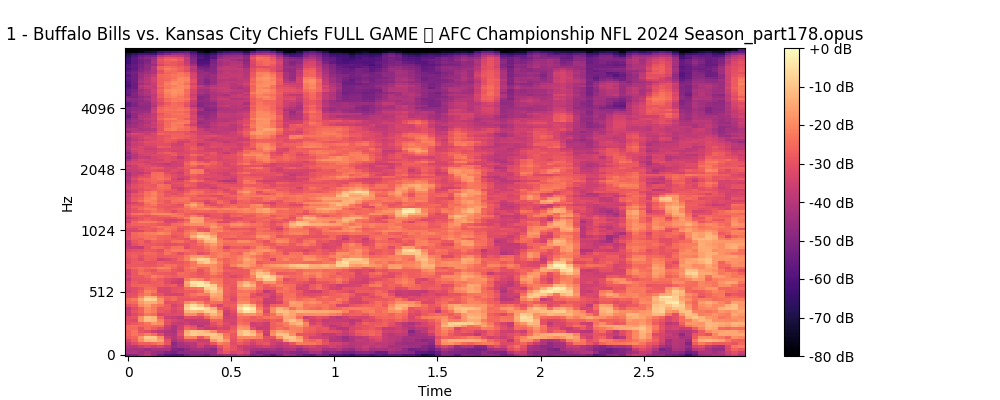 1 - Buffalo Bills vs. Kansas City Chiefs FULL GAME ▯ AFC Championship NFL 2024 Season_part178.opus
+0 dB
-10 dB
-20 dB
-30 dB
-40 dB
-50 dB
-60 dB
-70 dB
-80 dB
4096
2048
1024
512
0
Hz
0
0.5
1
1.5
2
2.5
Time